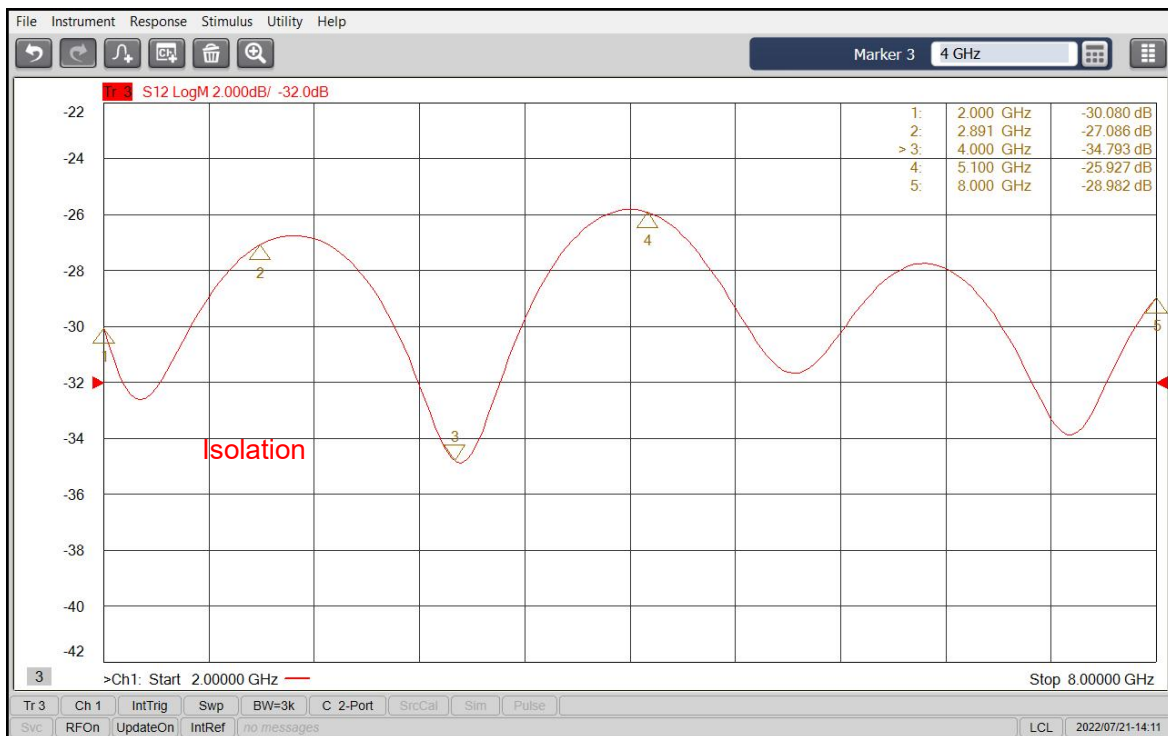 File Instrument Response Stimulus Utility Help
Marker 3 4 GHz
Tr 3 S12 LogM 2.000dB/ -32.0dB
1: 2.000 GHz -30.080 dB
2: 2.891 GHz -27.086 dB
> 3: 4.000 GHz -34.793 dB
4: 5.100 GHz -25.927 dB
5: 8.000 GHz -28.982 dB
-22
-24
-26
-28
-30
-32
-34
-36
-38
-40
-42
1
2
3
4
5
Isolation
3 >Ch1: Start 2.00000 GHz Stop 8.00000 GHz
Tr 3 Ch 1 IntTrig Swp BW=3k C 2-Port SrcCal Sim Pulse
Svc RFOn UpdateOn IntRef no messages LCL 2022/07/21-14:11